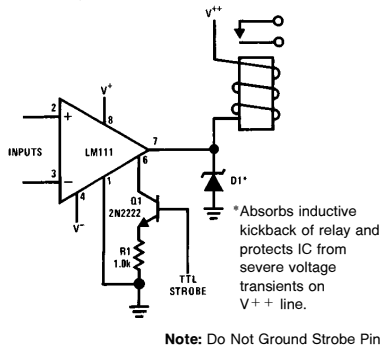 V++
V+
2
8
+
7
INPUTS
LM111
6
3
−
1
4
V−
D1*
Q1
2N2222
R1
1.0k
TTL
STROBE
*Absorbs inductive
kickback of relay and
protects IC from
severe voltage
transients on
V++ line.
Note: Do Not Ground Strobe Pin